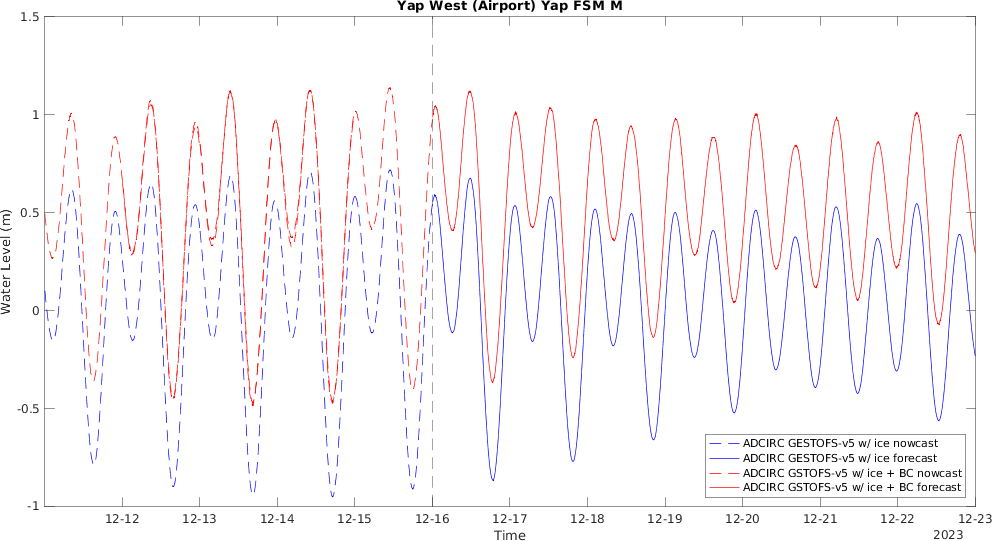 Yap West (Airport) Yap FSM M
1.5
1
0.5
0
-0.5
-1
Water Level (m)
12-12
12-13
12-14
12-15
12-16
12-17
12-18
12-19
12-20
12-21
12-22
12-23
Time
2023
ADCIRC GESTOFS-v5 w/ ice nowcast
ADCIRC GESTOFS-v5 w/ ice forecast
ADCIRC GSTOFS-v5 w/ ice + BC nowcast
ADCIRC GSTOFS-v5 w/ ice + BC forecast